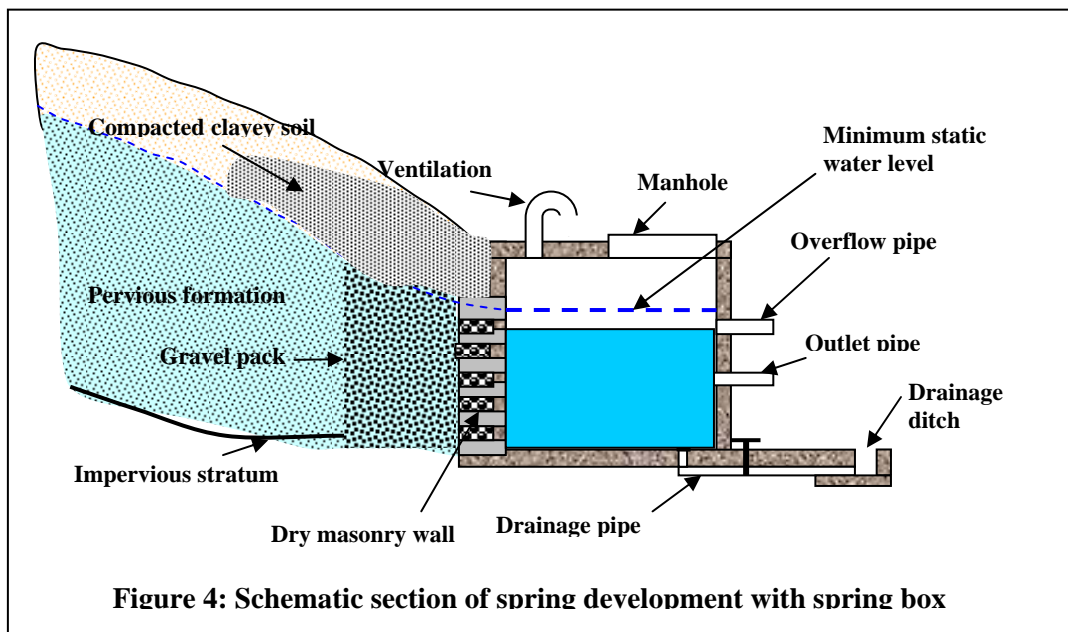 Compacted clayey soil
Ventilation
Minimum static
water level
Manhole
Overflow pipe
Pervious formation
Gravel pack
Outlet pipe
Drainage
ditch
Impervious stratum
Dry masonry wall
Drainage pipe
Figure 4: Schematic section of spring development with spring box